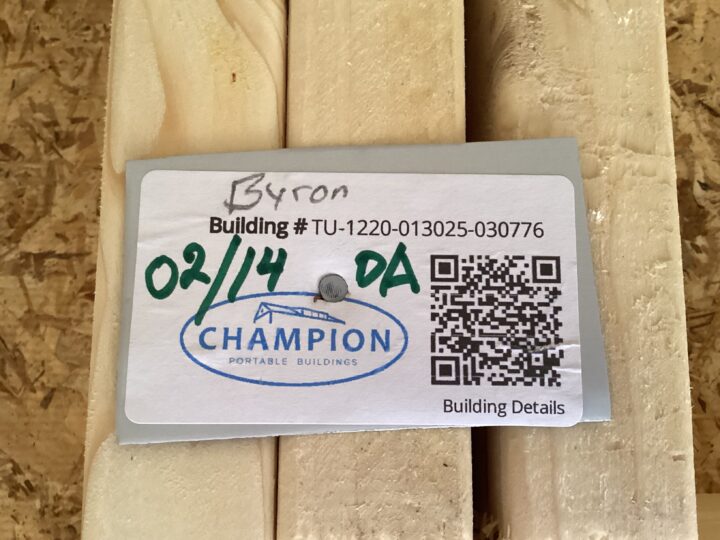 Byron
Building # TU-1220-013025-030776
02/14 DA
CHAMPION
PORTABLE BUILDINGS
Building Details